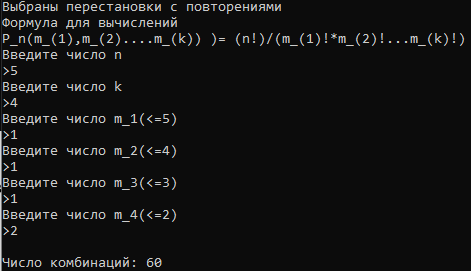 Выбраны перестановки с повторениями
Формула для вычислений
P_n(m_(1),m_(2)....m_(k)) )= (n!)/(m_(1)!*m_(2)!...m_(k)!)
Введите число n
>5
Введите число k
>4
Введите число m_1(<=5)
>1
Введите число m_2(<=4)
>1
Введите число m_3(<=3)
>1
Введите число m_4(<=2)
>2
Число комбинаций: 60